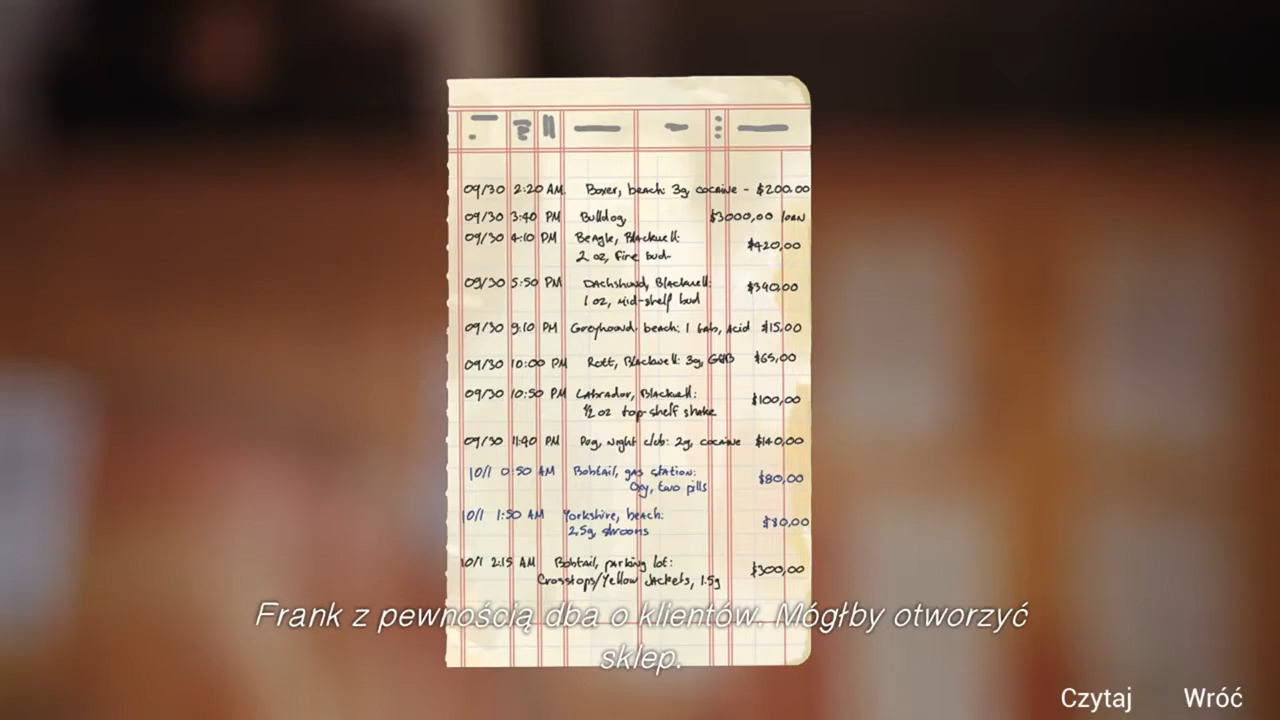 09/30 2:20 AM. Boxer, beach: 3g, cocaine - $200.00
09/30 3:40 PM Bulldog, $3000,00 loan
09/30 4:10 PM Beagle, Blackwell:
2 oz, fire bud- $420,00
09/30 5:50 PM Dachshund, Blackwell: $340,00
1 oz, mid-shelf bud
09/30 9:10 PM Greyhound, beach: 1 tab, Acid $15,00
09/30 10:00 PM Rott, Blackwell: 3g, GHB $65,00
09/30 10:50 PM Labrador, Blackwell: $100,00
1/2 oz top-shelf shake
09/30 11:40 PM Pug, night club: 2g, cocaine $140,00
10/1 0:50 AM Bobtail, gas station: $80,00
Oxy, two pills
10/1 1:50 AM Yorkshire, beach:
2,5g, shrooms
10/1 2:15 AM Bobtail, parking lot: $300,00
Crosstops/Yellow Jackets, 1.5g
Frank z pewnością dba o klientów. Mógłby otworzyć
sklep.
Czytaj Wróć